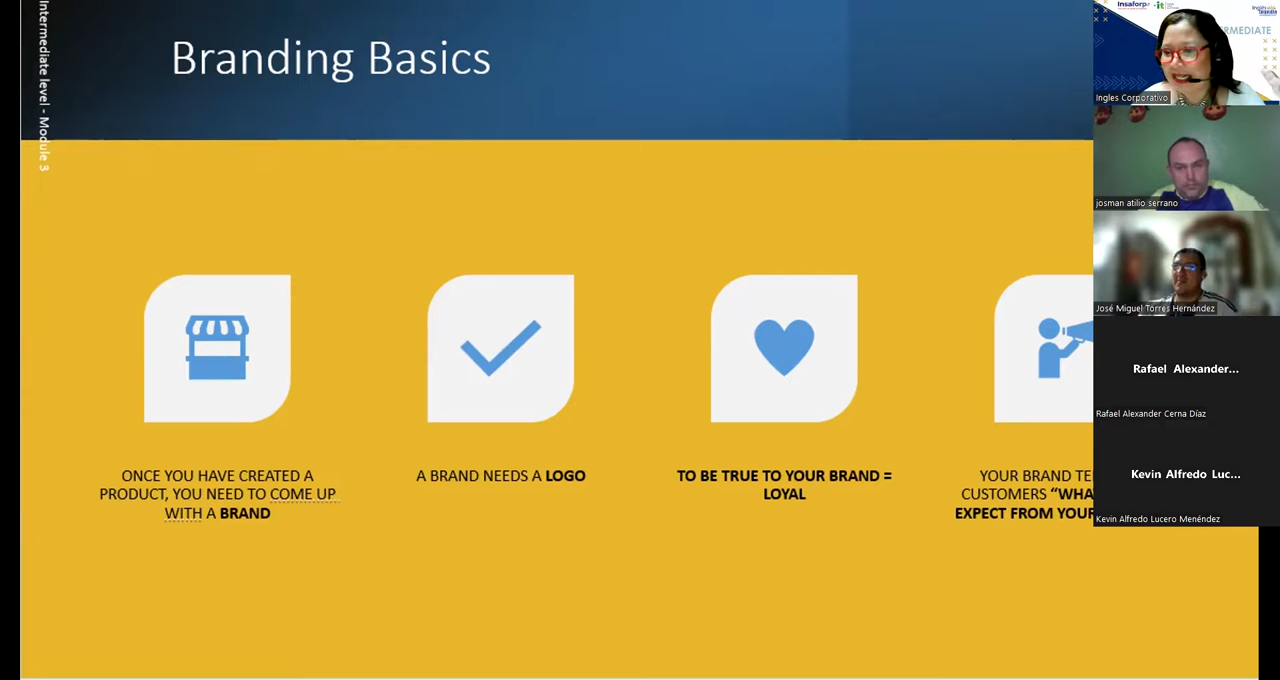 Intermediate level - Module 3
Branding Basics
ONCE YOU HAVE CREATED A
PRODUCT, YOU NEED TO COME UP
WITH A BRAND
A BRAND NEEDS A LOGO
TO BE TRUE TO YOUR BRAND =
LOYAL
YOUR BRAND TE
CUSTOMERS “WHA
EXPECT FROM YOUR
Insaforp
RMEDIATE
Ingles Corporativo
josman atilio serrano
José Miguel Torres Hernández
Rafael Alexander...
Rafael Alexander Cerna Díaz
Kevin Alfredo Luc...
Kevin Alfredo Lucero Menéndez